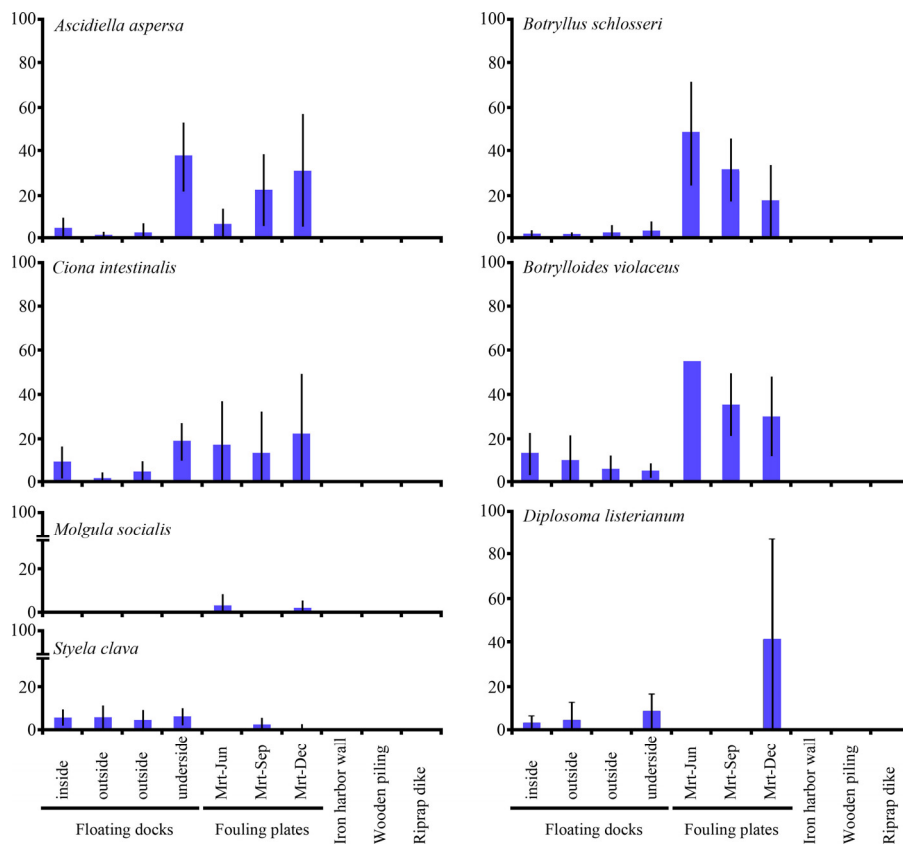 Ascidiella aspersa
100
80
60
40
20
0
Ciona intestinalis
100
80
60
40
20
0
Molgula socialis
100
20
0
Styela clava
100
20
0
inside
outside
outside
underside
Mrt-Jun
Mrt-Sep
Mrt-Dec
Iron harbor wall
Wooden piling
Riprap dike
Floating docks
Fouling plates
Botryllus schlosseri
100
80
60
40
20
0
Botrylloides violaceus
100
80
60
40
20
0
Diplosoma listerianum
100
80
60
40
20
0
inside
outside
outside
underside
Mrt-Jun
Mrt-Sep
Mrt-Dec
Iron harbor wall
Wooden piling
Riprap dike
Floating docks
Fouling plates